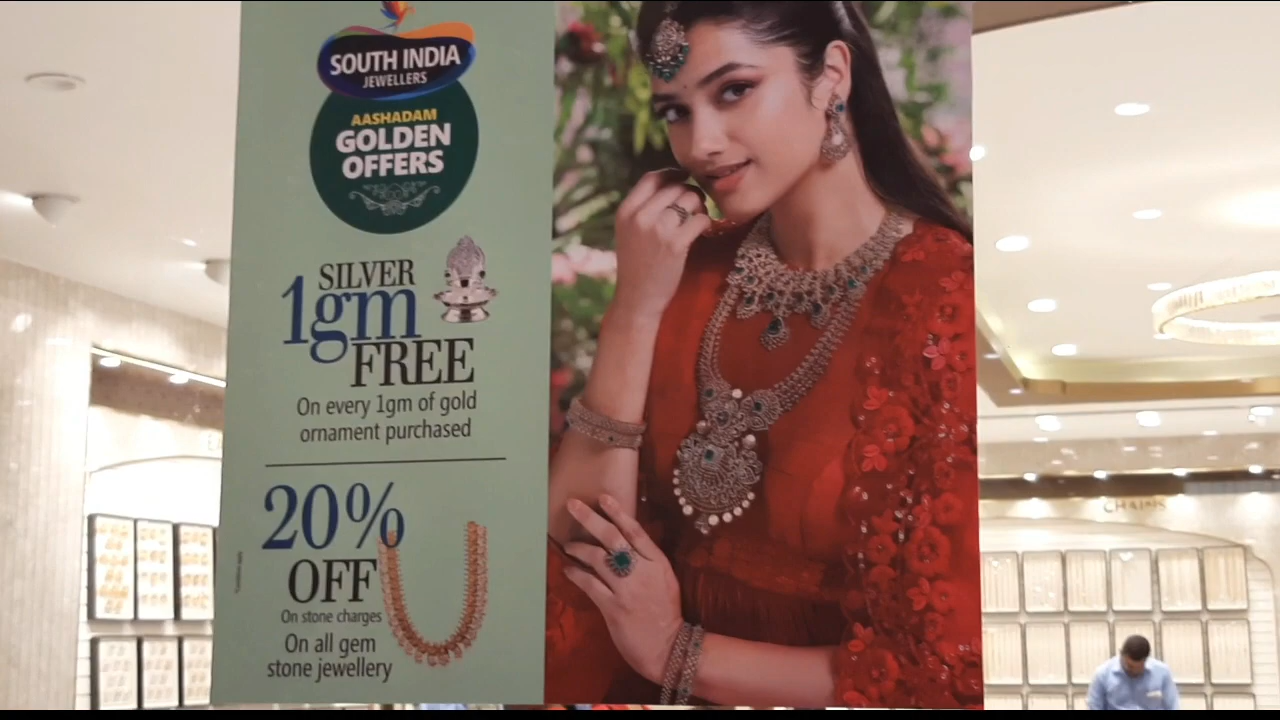 SOUTH INDIA
JEWELLERS
AASHADAM
GOLDEN
OFFERS
SILVER
1gm
FREE
On every 1gm of gold
ornament purchased
20%
OFF
On stone charges
On all gem
stone jewellery
CHAINS